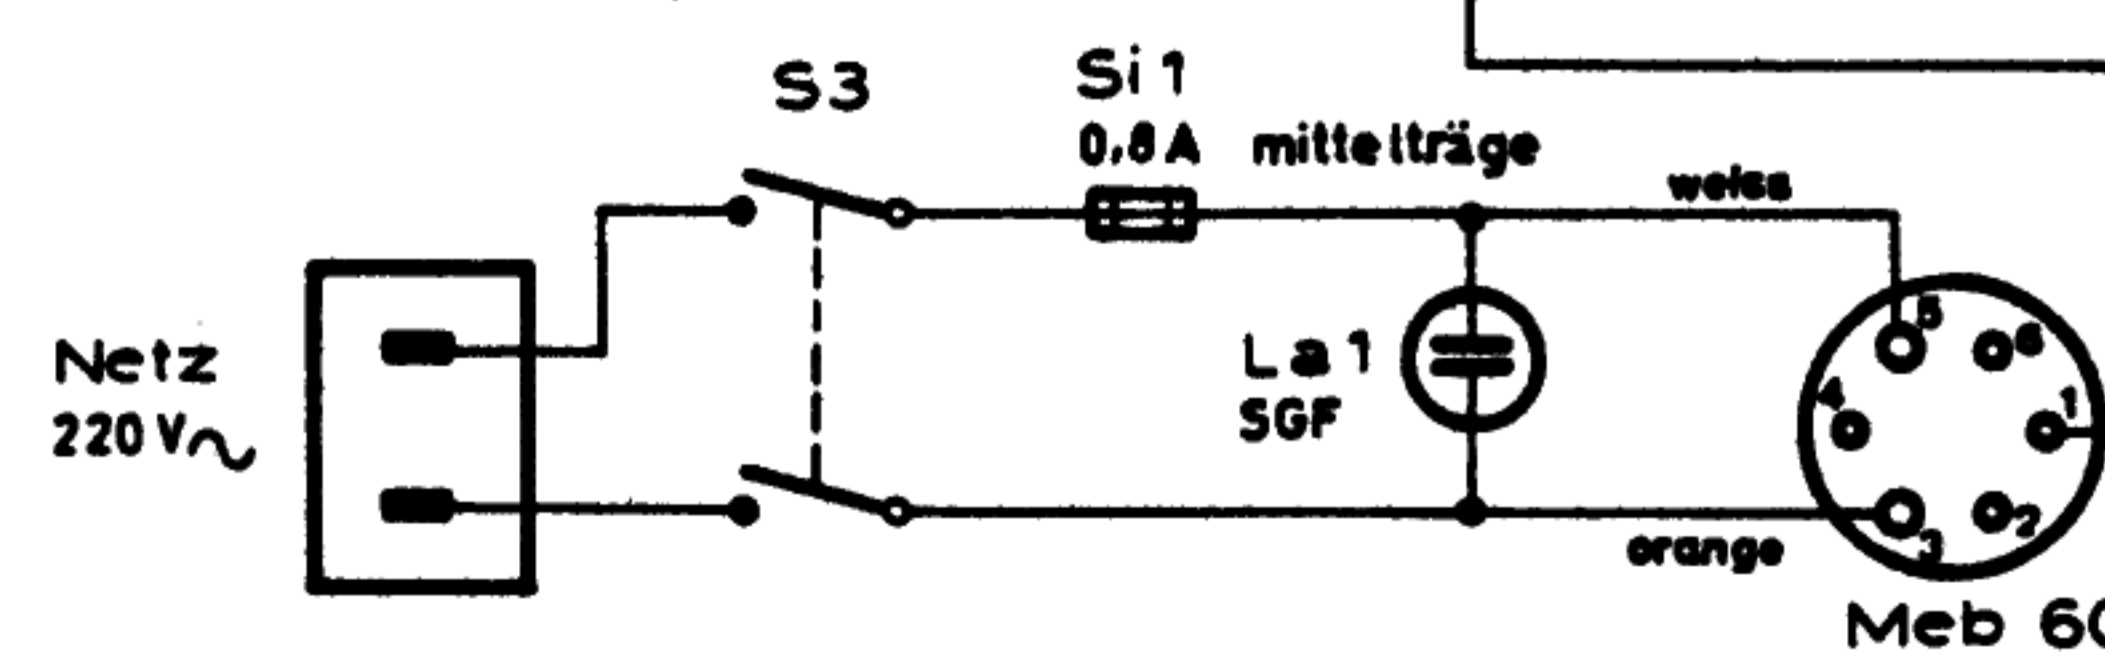 S3
Si 1
0,8A mittelträge
weiss
Netz
220 V~
La 1
SGF
5
6
4
1
3
2
orange
Meb 60